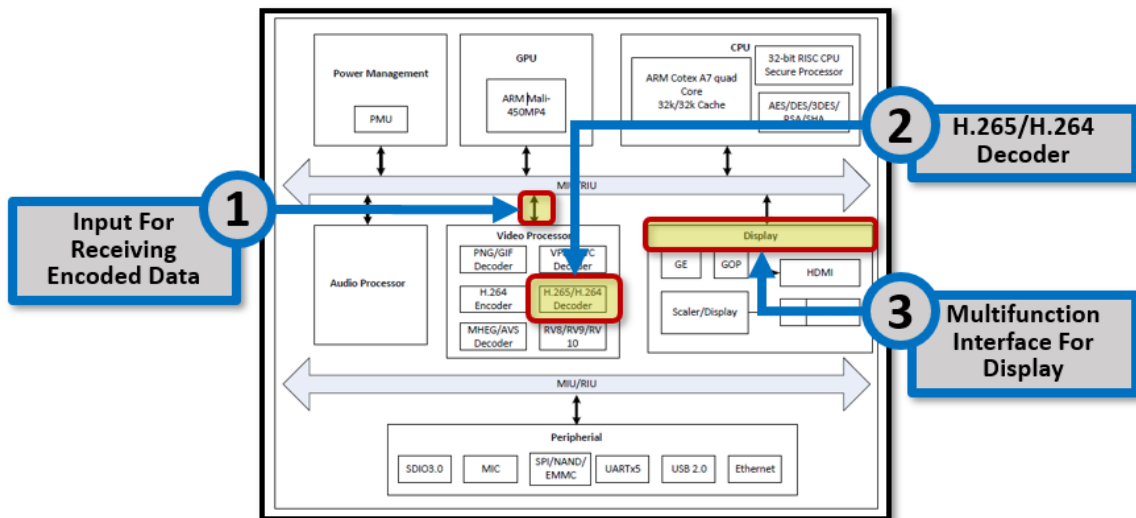 CPU
GPU
Power Management
32-bit RISC CPU
Secure Processor
ARM Cotex A7 quad
Core
32k/32k Cache
ARM Mali-
450MP4
PMU
AES/DES/3DES/
RSA/SHA
2
H.265/H.264
Decoder
MIU/RIU
1
Input For
Receiving
Encoded Data
Video Processor
Display
PNG/GIF
Decoder
Decoder
GE
GOP
HDMI
Audio Processor
H.264
Encoder
H.265/H.264
Decoder
Scaler/Display
3
Multifunction
Interface For
Display
MHEG/AVS
Decoder
RV8/RV9/RV
10
MIU/RIU
Peripherial
SDIO3.0
MIC
SPI/NAND/
EMMC
UARTx5
USB 2.0
Ethernet